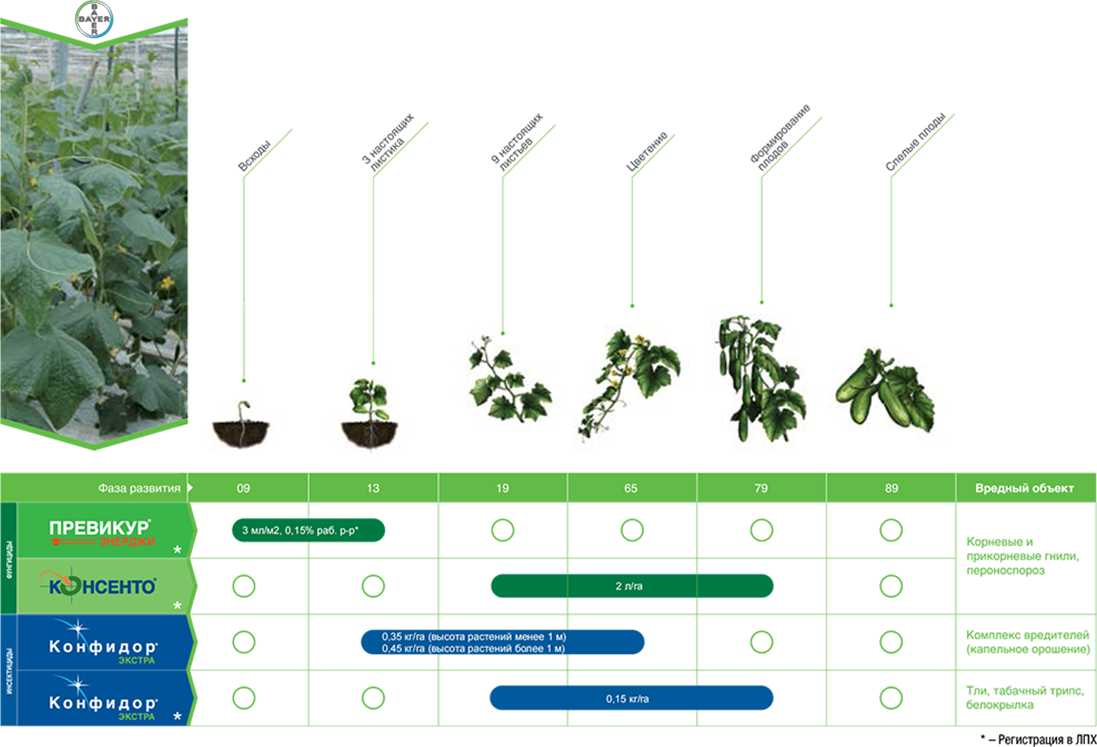 BAYER
BAYER
Всходы
3 настоящих
листика
9 настоящих
листьев
Цветение
Формирование
плодов
Спелые плоды
Фаза развития
09
13
19
65
79
89
Вредный объект
ФУНГИЦИДЫ
ПРЕВИКУР®
ЭНЕРДЖИ
*
3 мл/м2, 0,15% раб. р-р*
Корневые и
прикорневые гнили,
пероноспороз
КОНСЕНТО®
*
2 л/га
ИНСЕКТИЦИДЫ
Конфидор®
ЭКСТРА
0,35 кг/га (высота растений менее 1 м)
0,45 кг/га (высота растений более 1 м)
Комплекс вредителей
(капельное орошение)
Конфидор®
ЭКСТРА
*
0,15 кг/га
Тли, табачный трипс,
белокрылка
* – Регистрация в ЛПХ